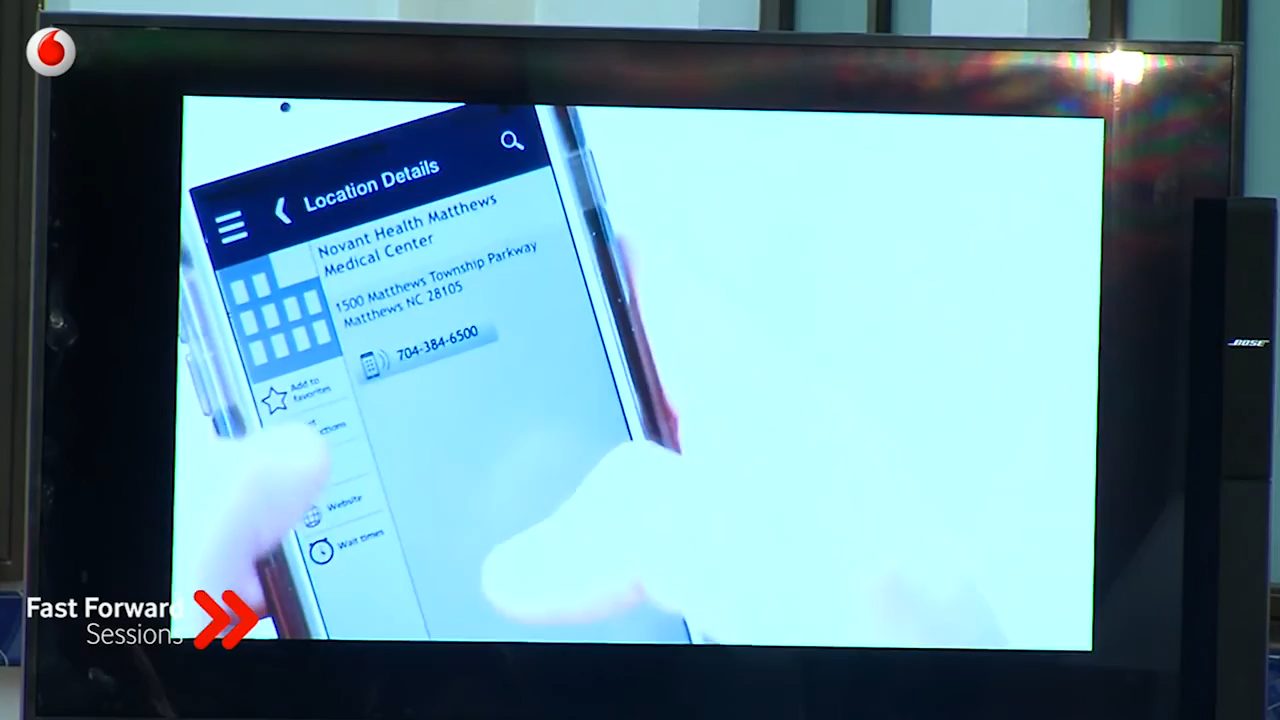 Location Details
Novant Health Matthews
Medical Center
1500 Matthews Township Parkway
Matthews NC 28105
704-384-6500
Add to
favorites
Website
Wait times
BOSE
Fast Forward
Sessions